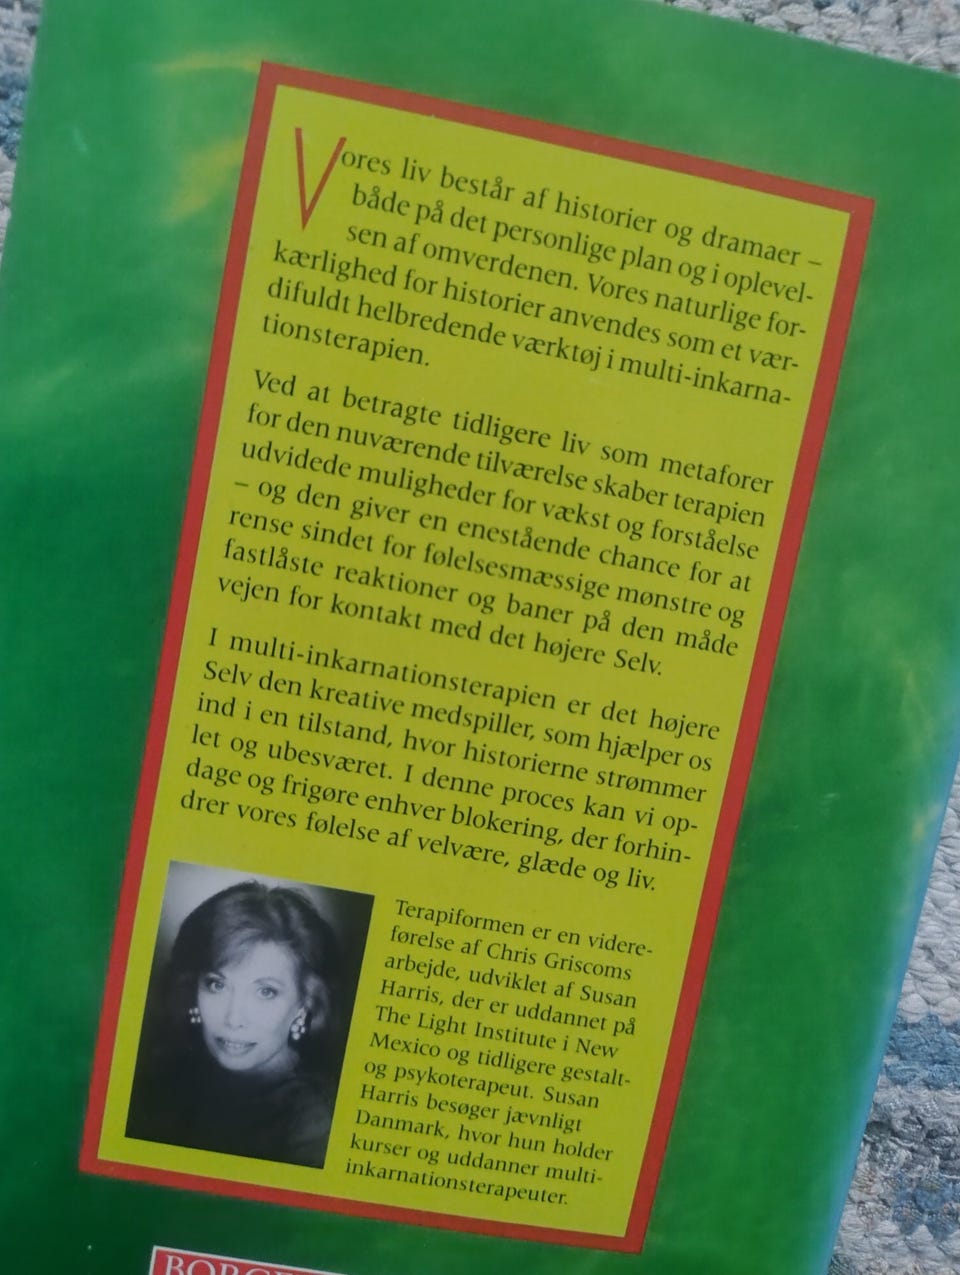 Vores liv består af historier og dramaer –
både på det personlige plan og i oplevel-
sen af omverdenen. Vores naturlige for-
kærlighed for historier anvendes som et vær-
difuldt helbredende værktøj i multi-inkarna-
tionsterapien.
Ved at betragte tidligere liv som metaforer
for den nuværende tilværelse skaber terapien
udvidede muligheder for vækst og forståelse
– og den giver en enestående chance for at
rense sindet for følelsesmæssige mønstre og
fastlåste reaktioner og baner på den måde
vejen for kontakt med det højere Selv.
I multi-inkarnationsterapien er det højere
Selv den kreative medspiller, som hjælper os
ind i en tilstand, hvor historierne strømmer
let og ubesværet. I denne proces kan vi op-
dage og frigøre enhver blokering, der forhin-
drer vores følelse af velvære, glæde og liv.
Terapiformen er en videre-
førelse af Chris Griscoms
arbejde, udviklet af Susan
Harris, der er uddannet på
The Light Institute i New
Mexico og tidligere gestalt-
og psykoterapeut. Susan
Harris besøger jævnligt
Danmark, hvor hun holder
kurser og uddanner multi-
inkarnationsterapeuter.